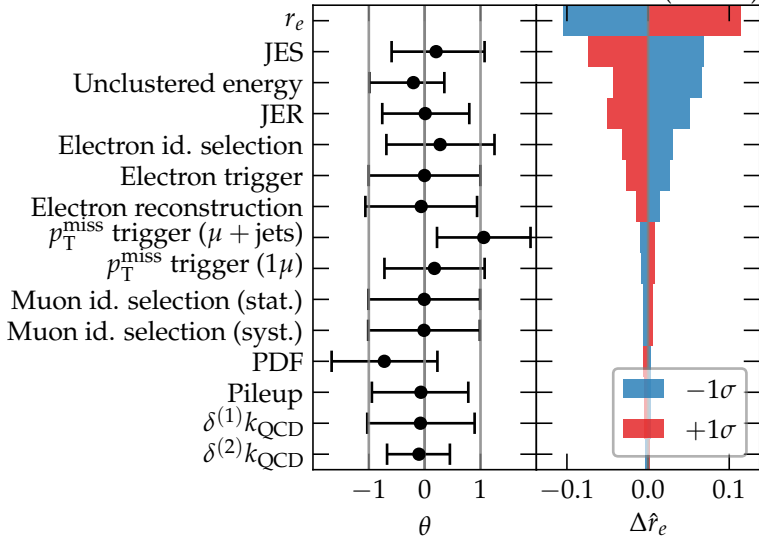 r_e
JES
Unclustered energy
JER
Electron id. selection
Electron trigger
Electron reconstruction
p_T^miss trigger (μ + jets)
p_T^miss trigger (1μ)
Muon id. selection (stat.)
Muon id. selection (syst.)
PDF
Pileup
δ^(1)k_QCD
δ^(2)k_QCD
−1σ
+1σ
−1 0 1 −0.1 0.0 0.1
θ Δr̂_e